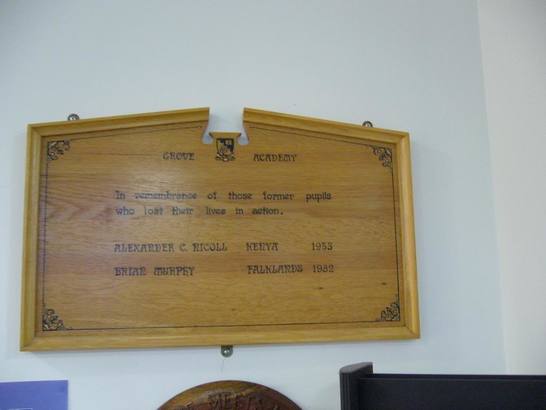 GROVE ACADEMY
In remembrance of those former pupils
who lost their lives in action.
ALEXANDER C. NICOLL KENYA 1953
BRIAN MURPHY FALKLANDS 1982